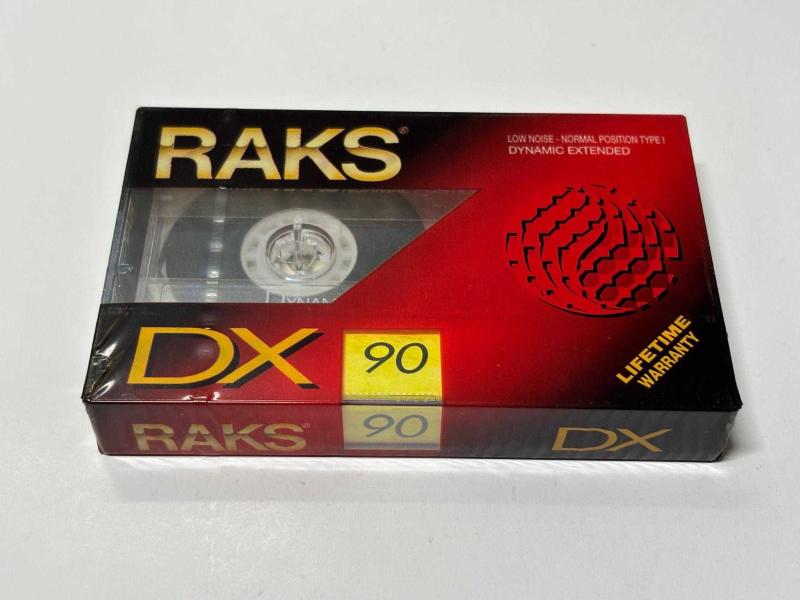 RAKS®
LOW NOISE - NORMAL POSITION TYPE I
DYNAMIC EXTENDED
DX
90
LIFETIME
WARRANTY
RAKS®
90
DX